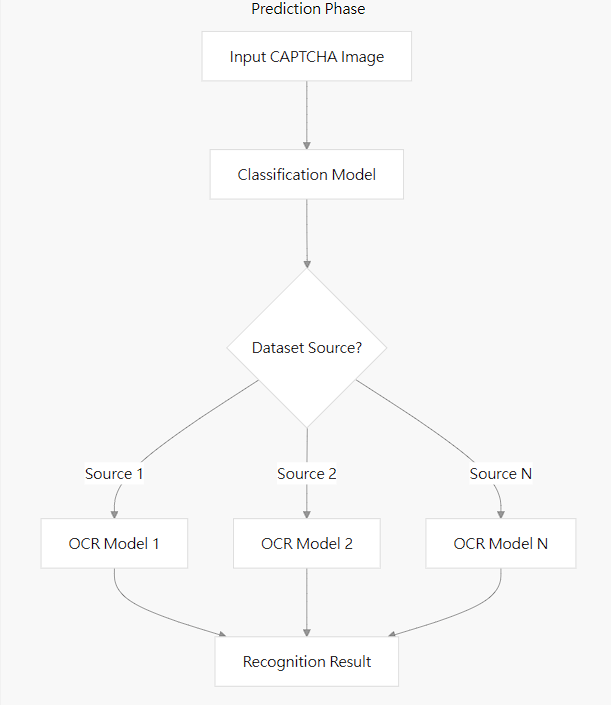 Prediction Phase
Input CAPTCHA Image
Classification Model
Dataset Source?
Source 1
Source 2
Source N
OCR Model 1
OCR Model 2
OCR Model N
Recognition Result